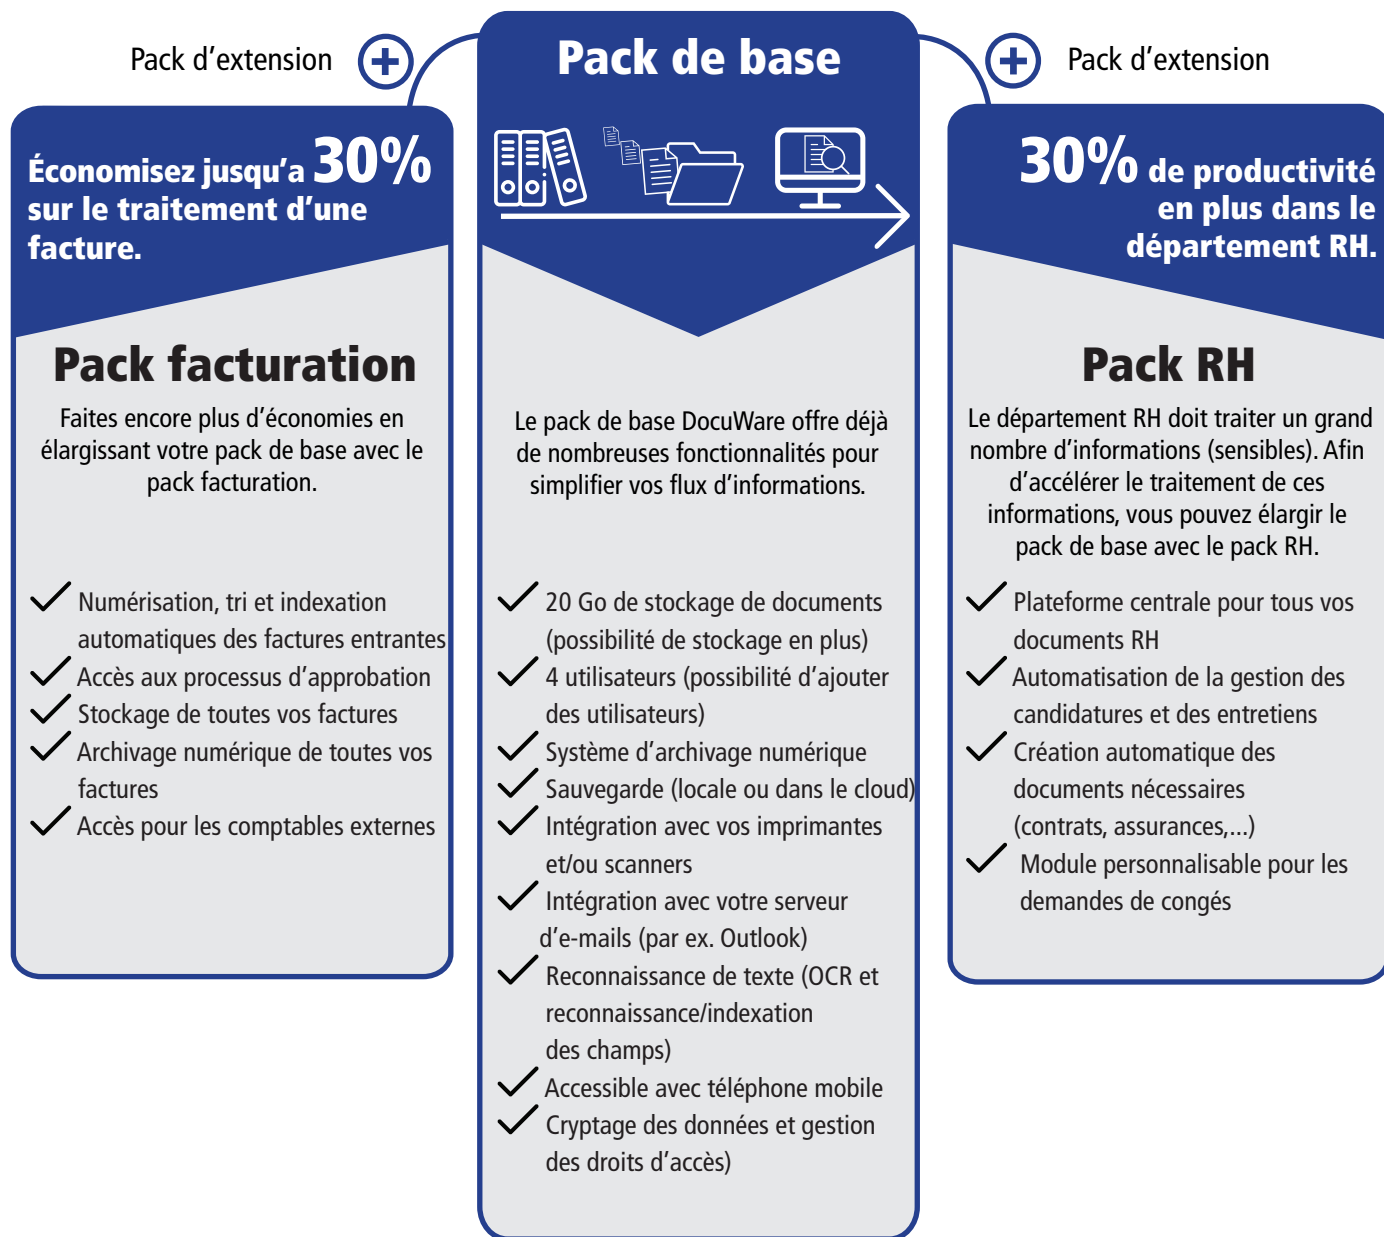 Pack d'extension
Économisez jusqu'a 30%
sur le traitement d'une
facture.
Pack facturation
Faites encore plus d'économies en
élargissant votre pack de base avec le
pack facturation.
Numérisation, tri et indexation
automatiques des factures entrantes
Accès aux processus d'approbation
Stockage de toutes vos factures
Archivage numérique de toutes vos
factures
Accès pour les comptables externes
Pack de base
Le pack de base DocuWare offre déjà
de nombreuses fonctionnalités pour
simplifier vos flux d'informations.
20 Go de stockage de documents
(possibilité de stockage en plus)
4 utilisateurs (possibilité d'ajouter
des utilisateurs)
Système d'archivage numérique
Sauvegarde (locale ou dans le cloud)
Intégration avec vos imprimantes
et/ou scanners
Intégration avec votre serveur
d'e-mails (par ex. Outlook)
Reconnaissance de texte (OCR et
reconnaissance/indexation
des champs)
Accessible avec téléphone mobile
Cryptage des données et gestion
des droits d'accès)
Pack d'extension
30% de productivité
en plus dans le
département RH.
Pack RH
Le département RH doit traiter un grand
nombre d'informations (sensibles). Afin
d'accélérer le traitement de ces
informations, vous pouvez élargir le
pack de base avec le pack RH.
Plateforme centrale pour tous vos
documents RH
Automatisation de la gestion des
candidatures et des entretiens
Création automatique des
documents nécessaires
(contrats, assurances,...)
Module personnalisable pour les
demandes de congés